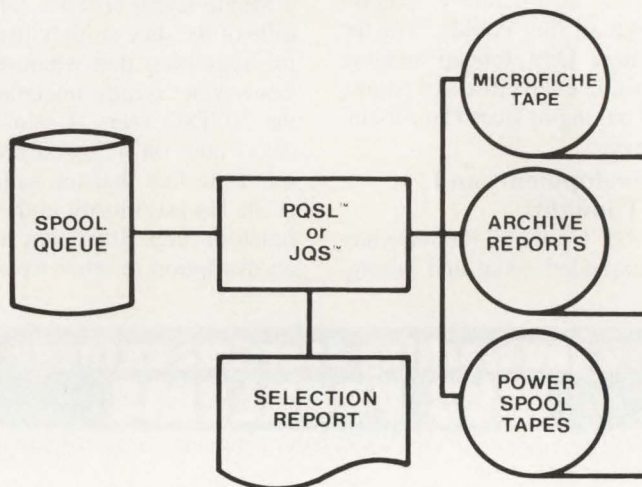 SPOOL
QUEUE
PQSL™
or
JQS™
SELECTION
REPORT
MICROFICHE
TAPE
ARCHIVE
REPORTS
POWER
SPOOL
TAPES